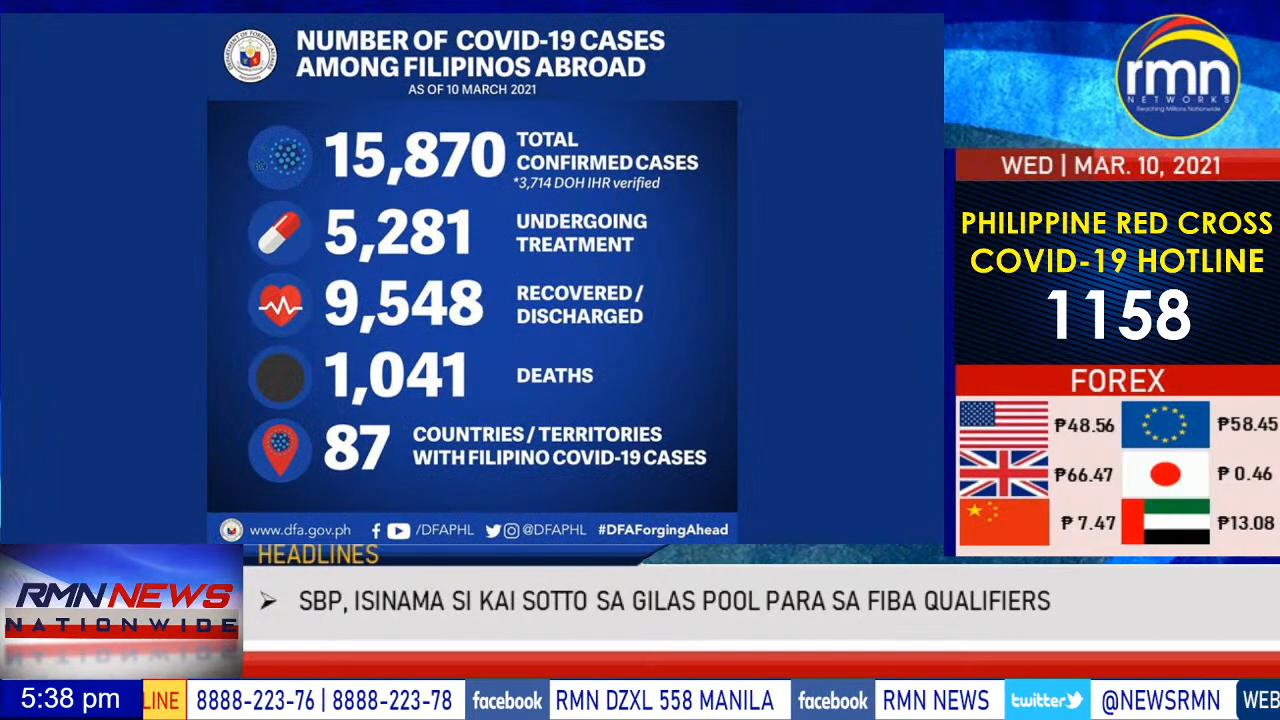 NUMBER OF COVID-19 CASES
AMONG FILIPINOS ABROAD
AS OF 10 MARCH 2021
15,870
TOTAL
CONFIRMED CASES
*3,714 DOH IHR verified
5,281
UNDERGOING
TREATMENT
9,548
RECOVERED /
DISCHARGED
1,041
DEATHS
87
COUNTRIES / TERRITORIES
WITH FILIPINO COVID-19 CASES
www.dfa.gov.ph
/DFAPHL
@DFAPHL
#DFAForgingAhead
rmn
NETWORKS
Reaching Millions Nationwide
WED | MAR. 10, 2021
PHILIPPINE RED CROSS
COVID-19 HOTLINE
1158
FOREX
₱48.56
₱58.45
₱66.47
₱ 0.46
₱ 7.47
₱13.08
HEADLINES
RMN NEWS
NATIONWIDE
➢ SBP, ISINAMA SI KAI SOTTO SA GILAS POOL PARA SA FIBA QUALIFIERS
5:38 pm
LINE
8888-223-76 | 8888-223-78
facebook
RMN DZXL 558 MANILA
facebook
RMN NEWS
twitter
@NEWSRMN
WEB